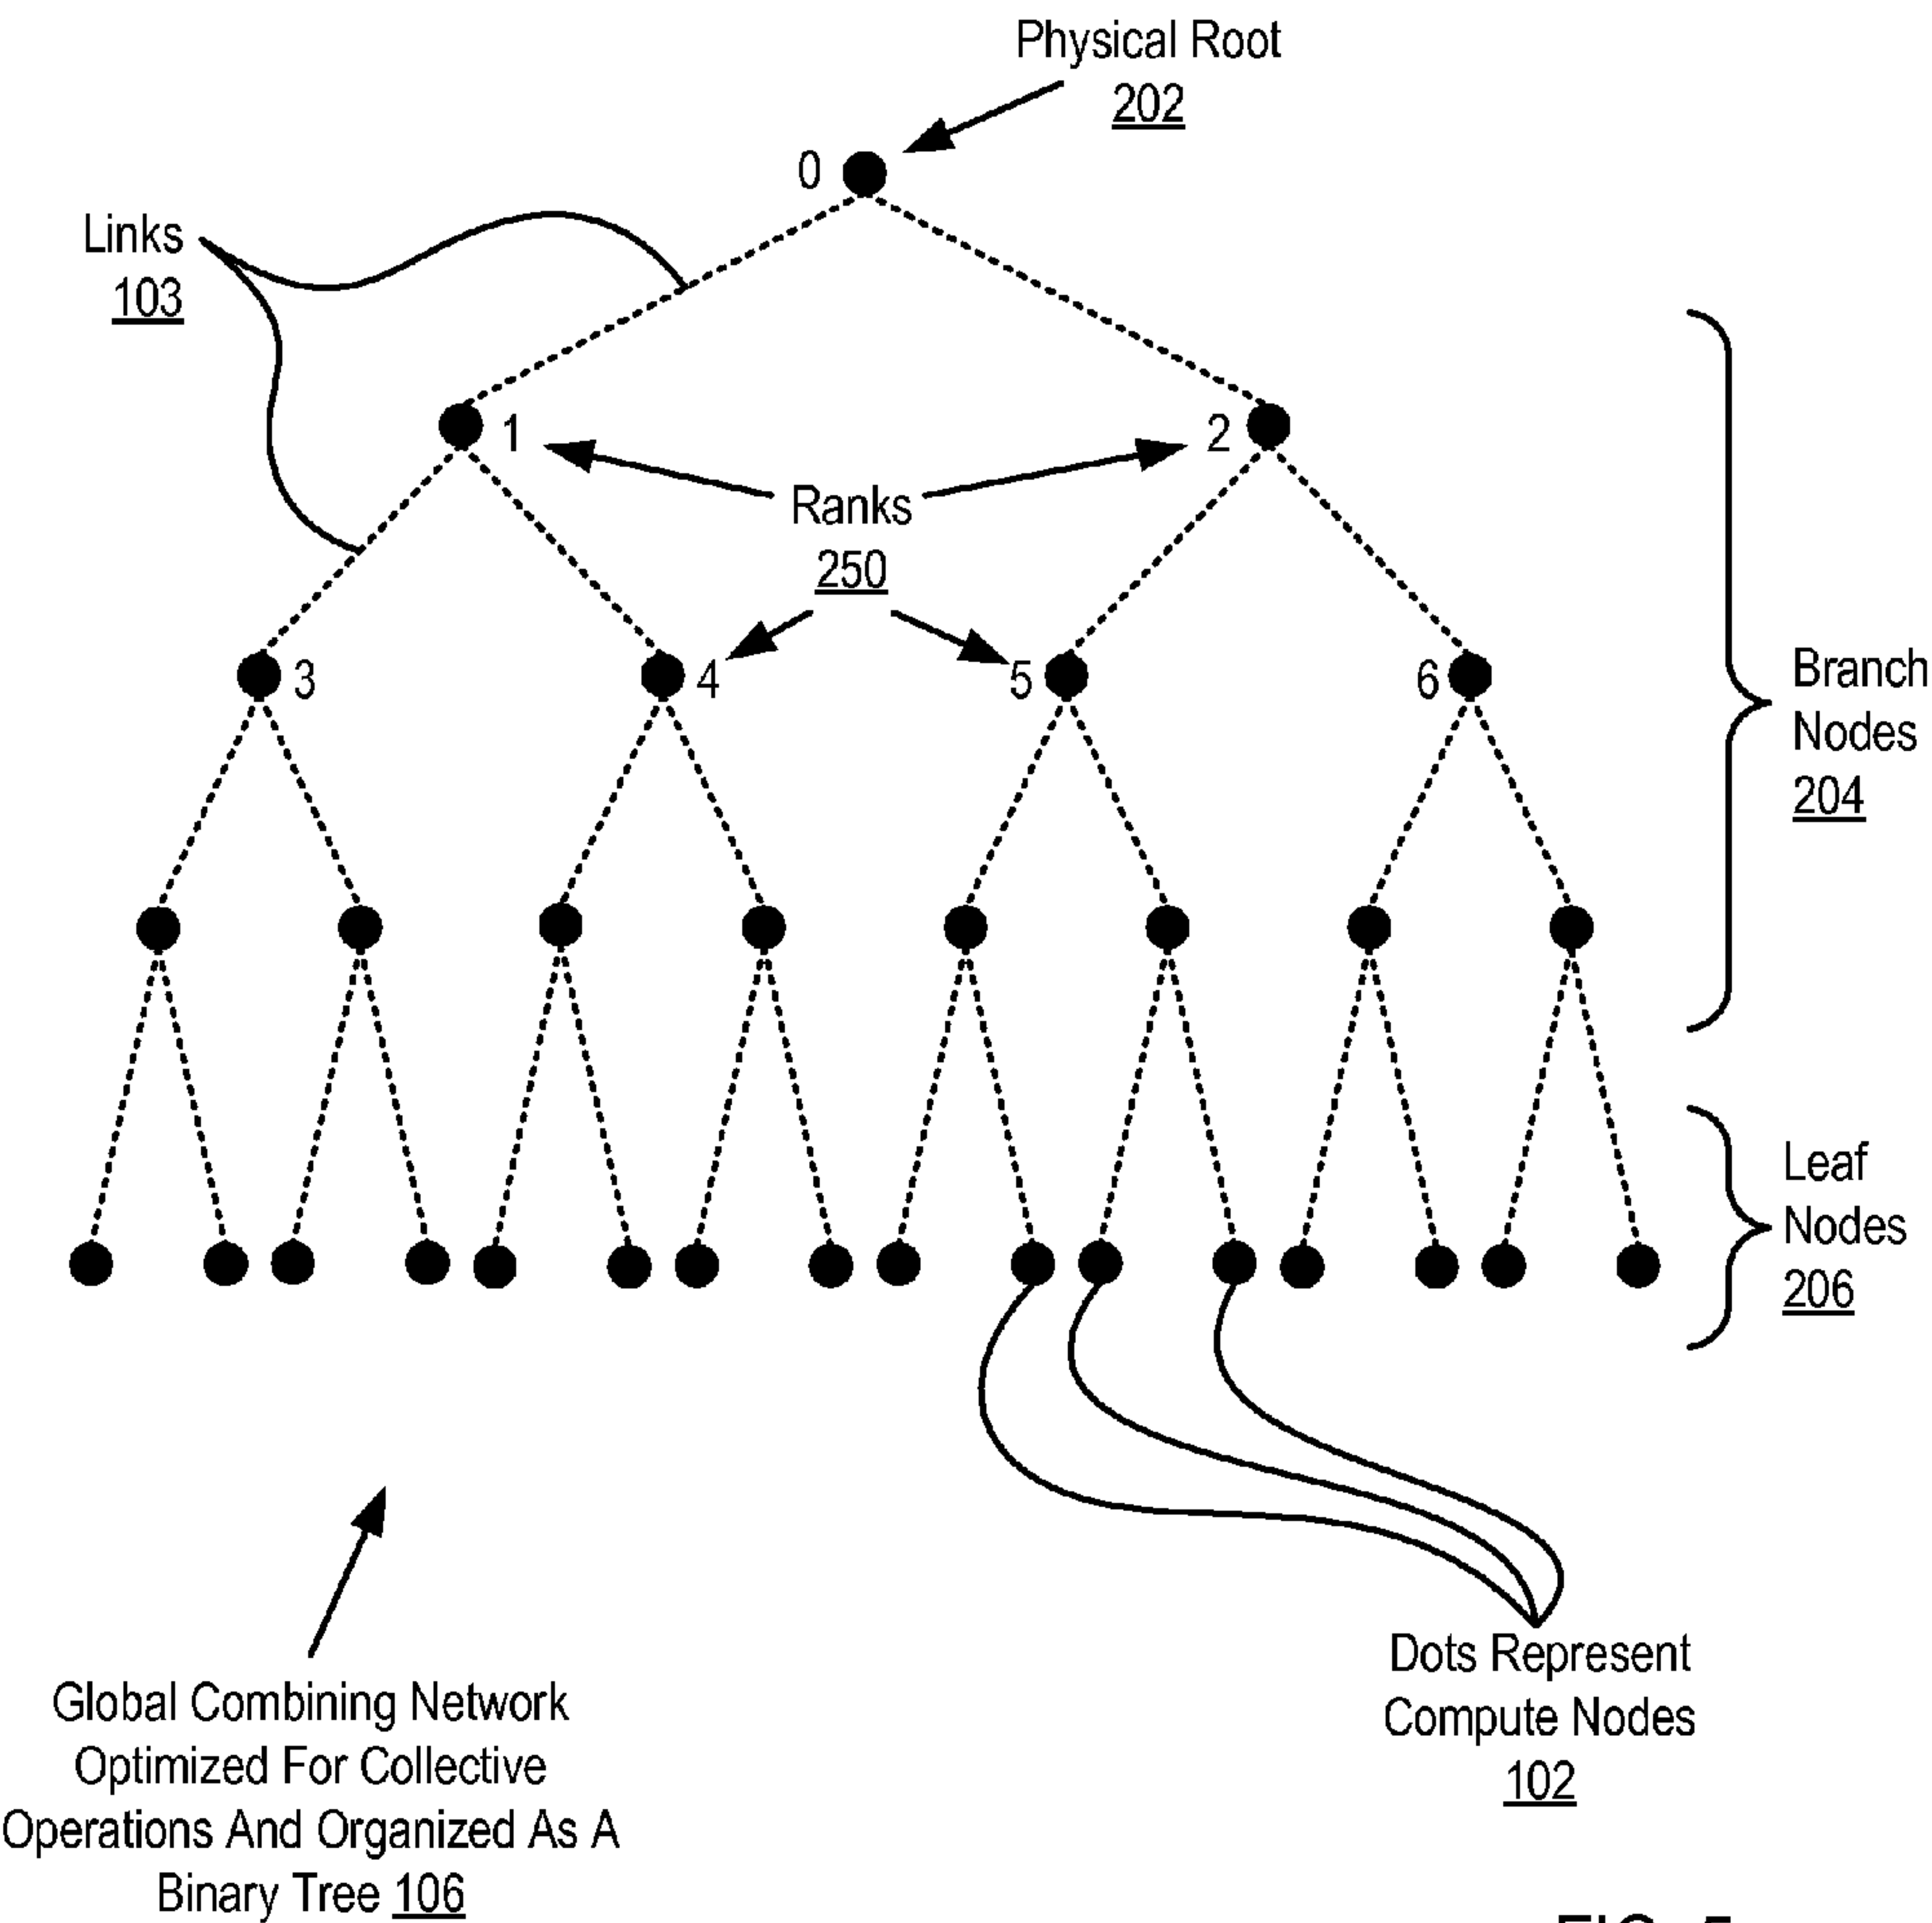 Physical Root
202
0
Links
103
1
2
Ranks
250
3
4
5
6
Branch
Nodes
204
Leaf
Nodes
206
Dots Represent
Compute Nodes
102
Global Combining Network
Optimized For Collective
Operations And Organized As A
Binary Tree 106